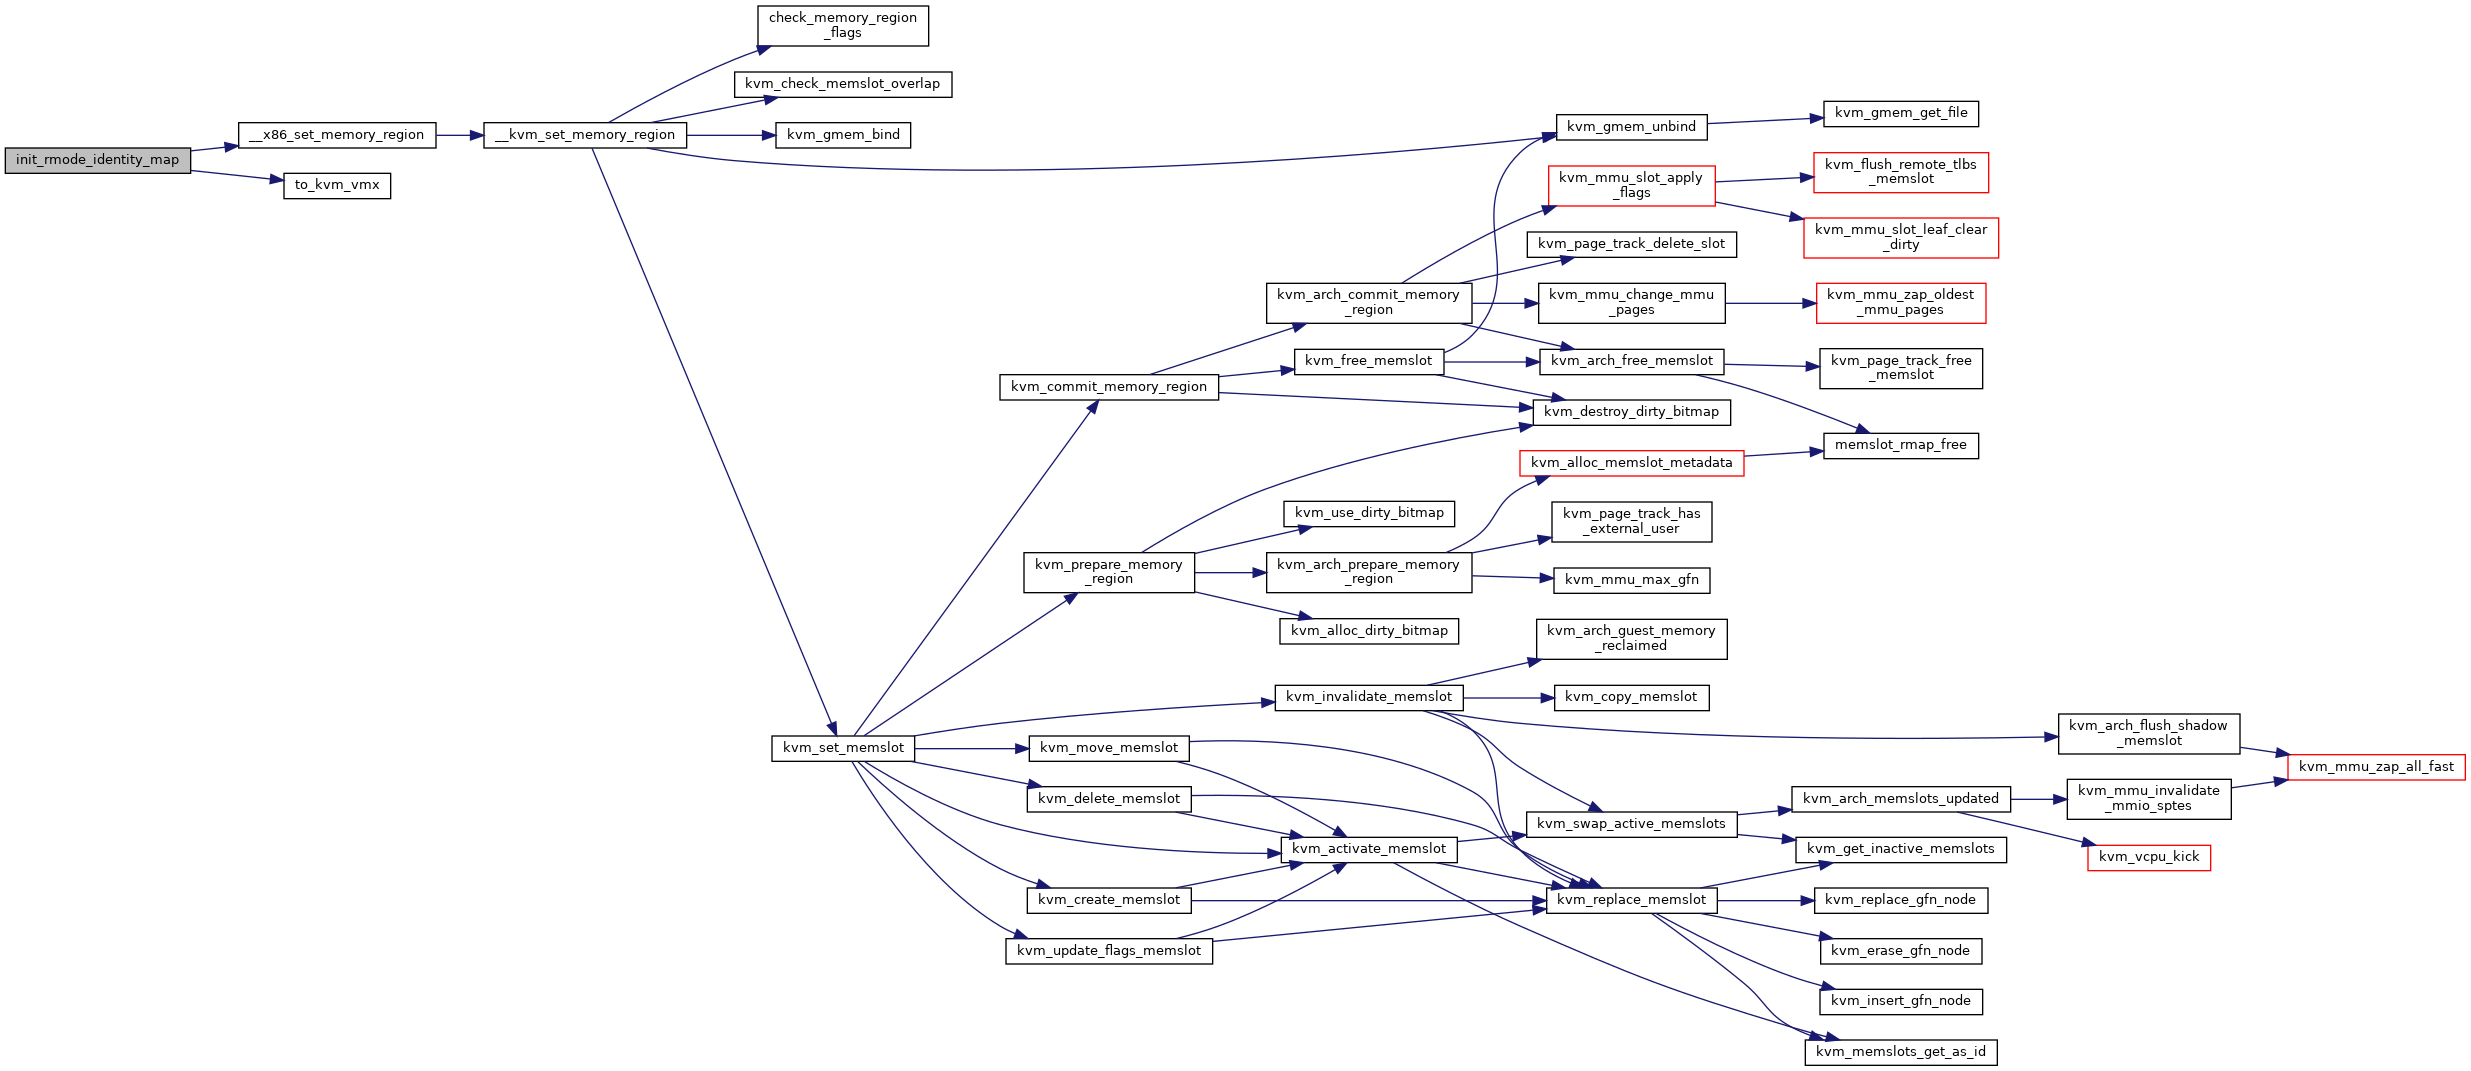 check_memory_region
_flags
kvm_check_memslot_overlap
__x86_set_memory_region
__kvm_set_memory_region
kvm_gmem_bind
init_rmode_identity_map
to_kvm_vmx
kvm_gmem_unbind
kvm_gmem_get_file
kvm_mmu_slot_apply
_flags
kvm_flush_remote_tlbs
_memslot
kvm_mmu_slot_leaf_clear
_dirty
kvm_page_track_delete_slot
kvm_arch_commit_memory
_region
kvm_mmu_change_mmu
_pages
kvm_mmu_zap_oldest
_mmu_pages
kvm_free_memslot
kvm_arch_free_memslot
kvm_page_track_free
_memslot
kvm_commit_memory_region
kvm_destroy_dirty_bitmap
memslot_rmap_free
kvm_alloc_memslot_metadata
kvm_use_dirty_bitmap
kvm_page_track_has
_external_user
kvm_prepare_memory
_region
kvm_arch_prepare_memory
_region
kvm_mmu_max_gfn
kvm_alloc_dirty_bitmap
kvm_arch_guest_memory
_reclaimed
kvm_invalidate_memslot
kvm_copy_memslot
kvm_arch_flush_shadow
_memslot
kvm_set_memslot
kvm_move_memslot
kvm_mmu_zap_all_fast
kvm_delete_memslot
kvm_arch_memslots_updated
kvm_mmu_invalidate
_mmio_sptes
kvm_swap_active_memslots
kvm_activate_memslot
kvm_get_inactive_memslots
kvm_vcpu_kick
kvm_create_memslot
kvm_replace_memslot
kvm_replace_gfn_node
kvm_update_flags_memslot
kvm_erase_gfn_node
kvm_insert_gfn_node
kvm_memslots_get_as_id